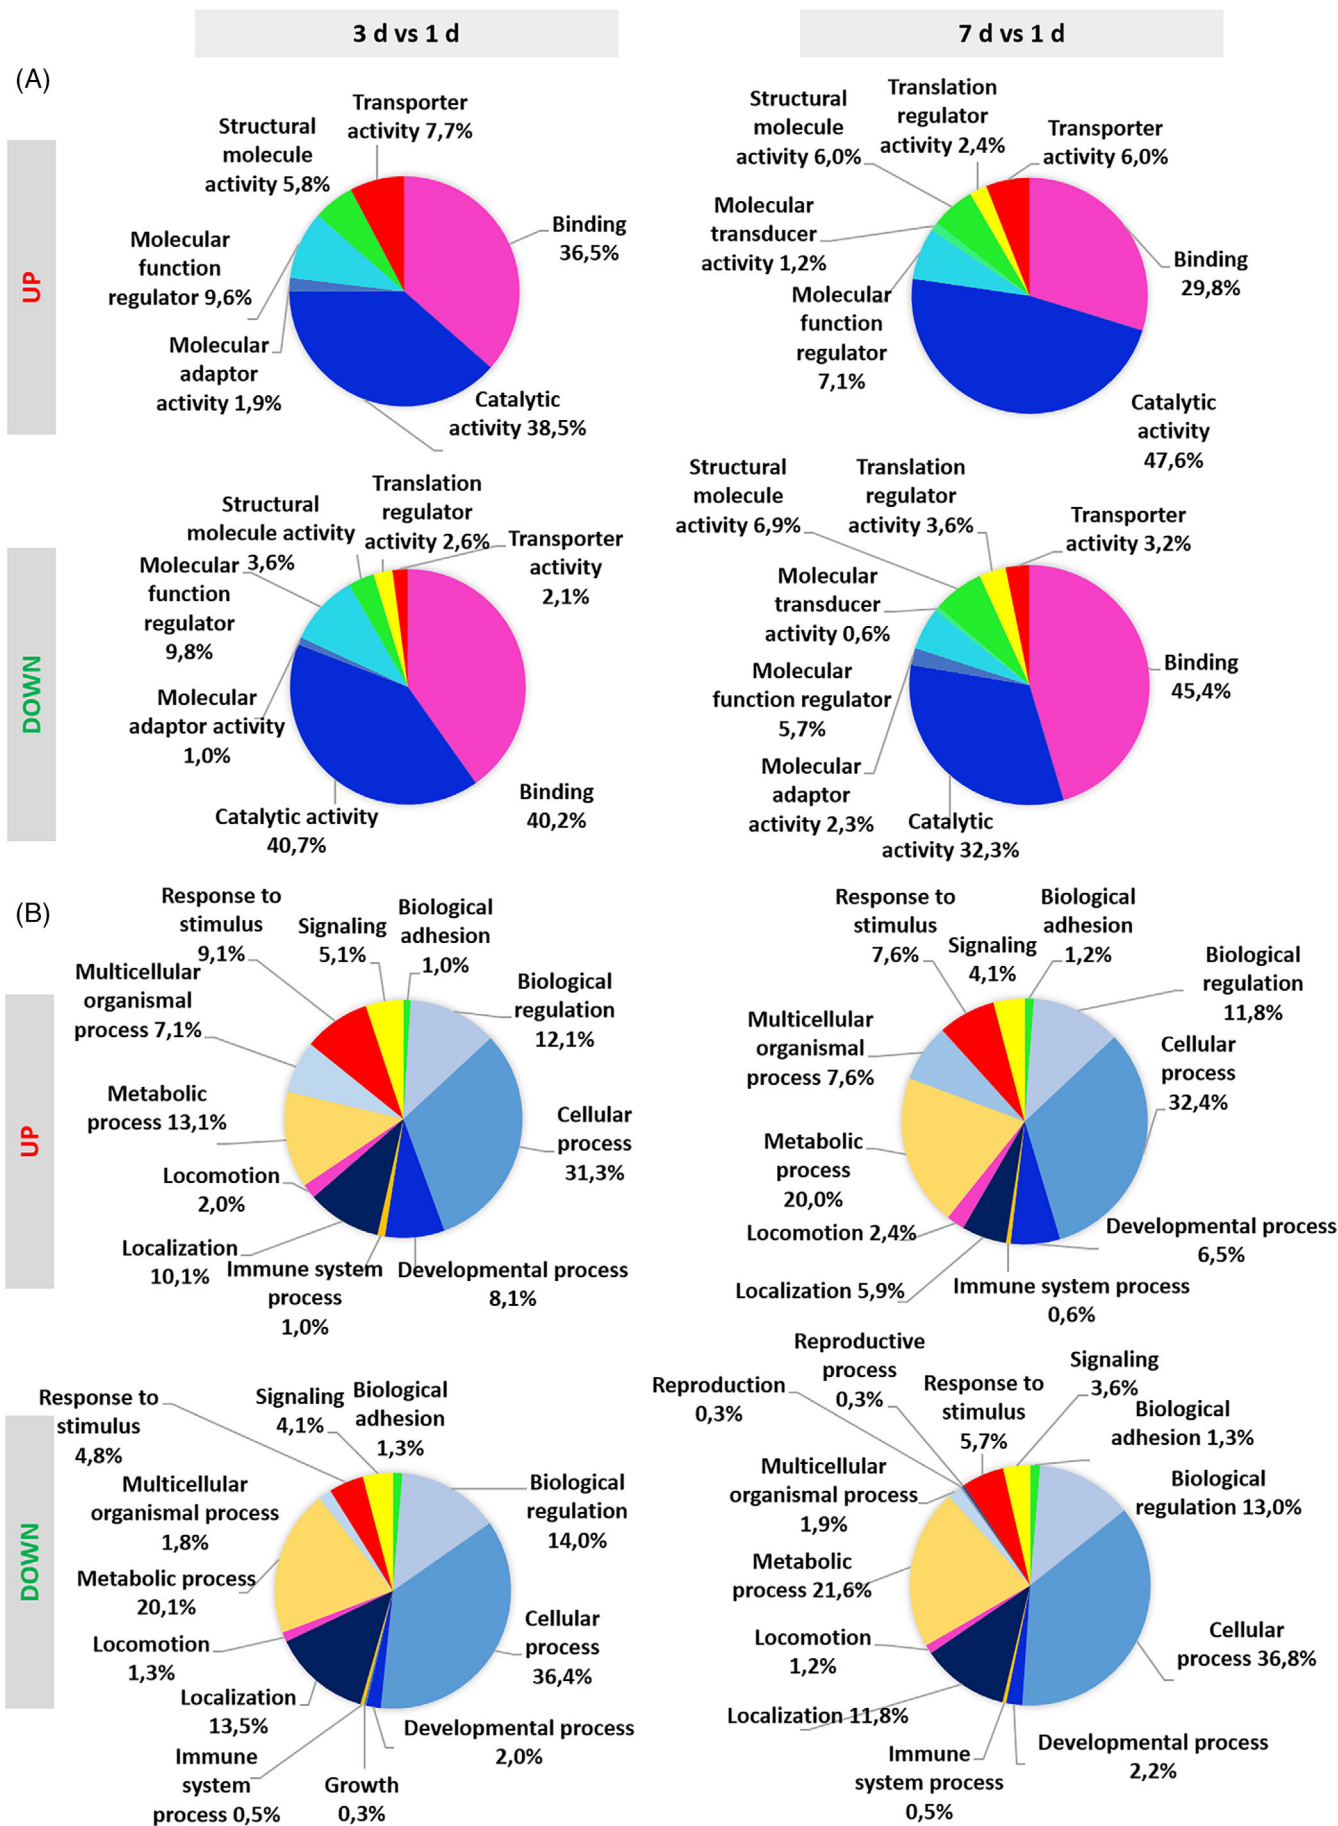 3 d vs 1 d
7 d vs 1 d
(A)
UP
Transporter
activity 7,7%
Structural
molecule
activity 5,8%
Molecular
function
regulator 9,6%
Molecular
adaptor
activity 1,9%
Binding
36,5%
Catalytic
activity 38,5%
Translation
regulator
activity 2,4%
Structural
molecule
activity 6,0%
Transporter
activity 6,0%
Molecular
transducer
activity 1,2%
Molecular
function
regulator
7,1%
Binding
29,8%
Catalytic
activity
47,6%
DOWN
Translation
regulator
activity 2,6%
Structural
molecule activity
3,6%
Transporter
activity
2,1%
Molecular
function
regulator
9,8%
Molecular
adaptor activity
1,0%
Catalytic activity
40,7%
Binding
40,2%
Structural
molecule
activity 6,9%
Translation
regulator
activity 3,6%
Transporter
activity 3,2%
Molecular
transducer
activity 0,6%
Molecular
function regulator
5,7%
Molecular
adaptor
activity 2,3%
Catalytic
activity 32,3%
Binding
45,4%
(B)
UP
Response to
stimulus
9,1%
Signaling
5,1%
Biological
adhesion
1,0%
Multicellular
organismal
process 7,1%
Biological
regulation
12,1%
Metabolic
process 13,1%
Cellular
process
31,3%
Locomotion
2,0%
Localization
10,1%
Immune system
process
1,0%
Developmental process
8,1%
Response to
stimulus
7,6%
Signaling
4,1%
Biological
adhesion
1,2%
Biological
regulation
11,8%
Multicellular
organismal
process 7,6%
Cellular
process
32,4%
Metabolic
process
20,0%
Locomotion 2,4%
Localization 5,9%
Immune system process
0,6%
Developmental process
6,5%
DOWN
Response to
stimulus
4,8%
Signaling
4,1%
Biological
adhesion
1,3%
Multicellular
organismal process
1,8%
Biological
regulation
14,0%
Metabolic process
20,1%
Cellular
process
36,4%
Locomotion
1,3%
Localization
13,5%
Immune
system
process 0,5%
Growth
0,3%
Developmental process
2,0%
Reproductive
process
0,3%
Reproduction
0,3%
Response to
stimulus
5,7%
Signaling
3,6%
Biological
adhesion 1,3%
Multicellular
organismal process
1,9%
Biological
regulation 13,0%
Metabolic
process 21,6%
Locomotion
1,2%
Cellular
process 36,8%
Localization 11,8%
Immune
system process
0,5%
Developmental process
2,2%